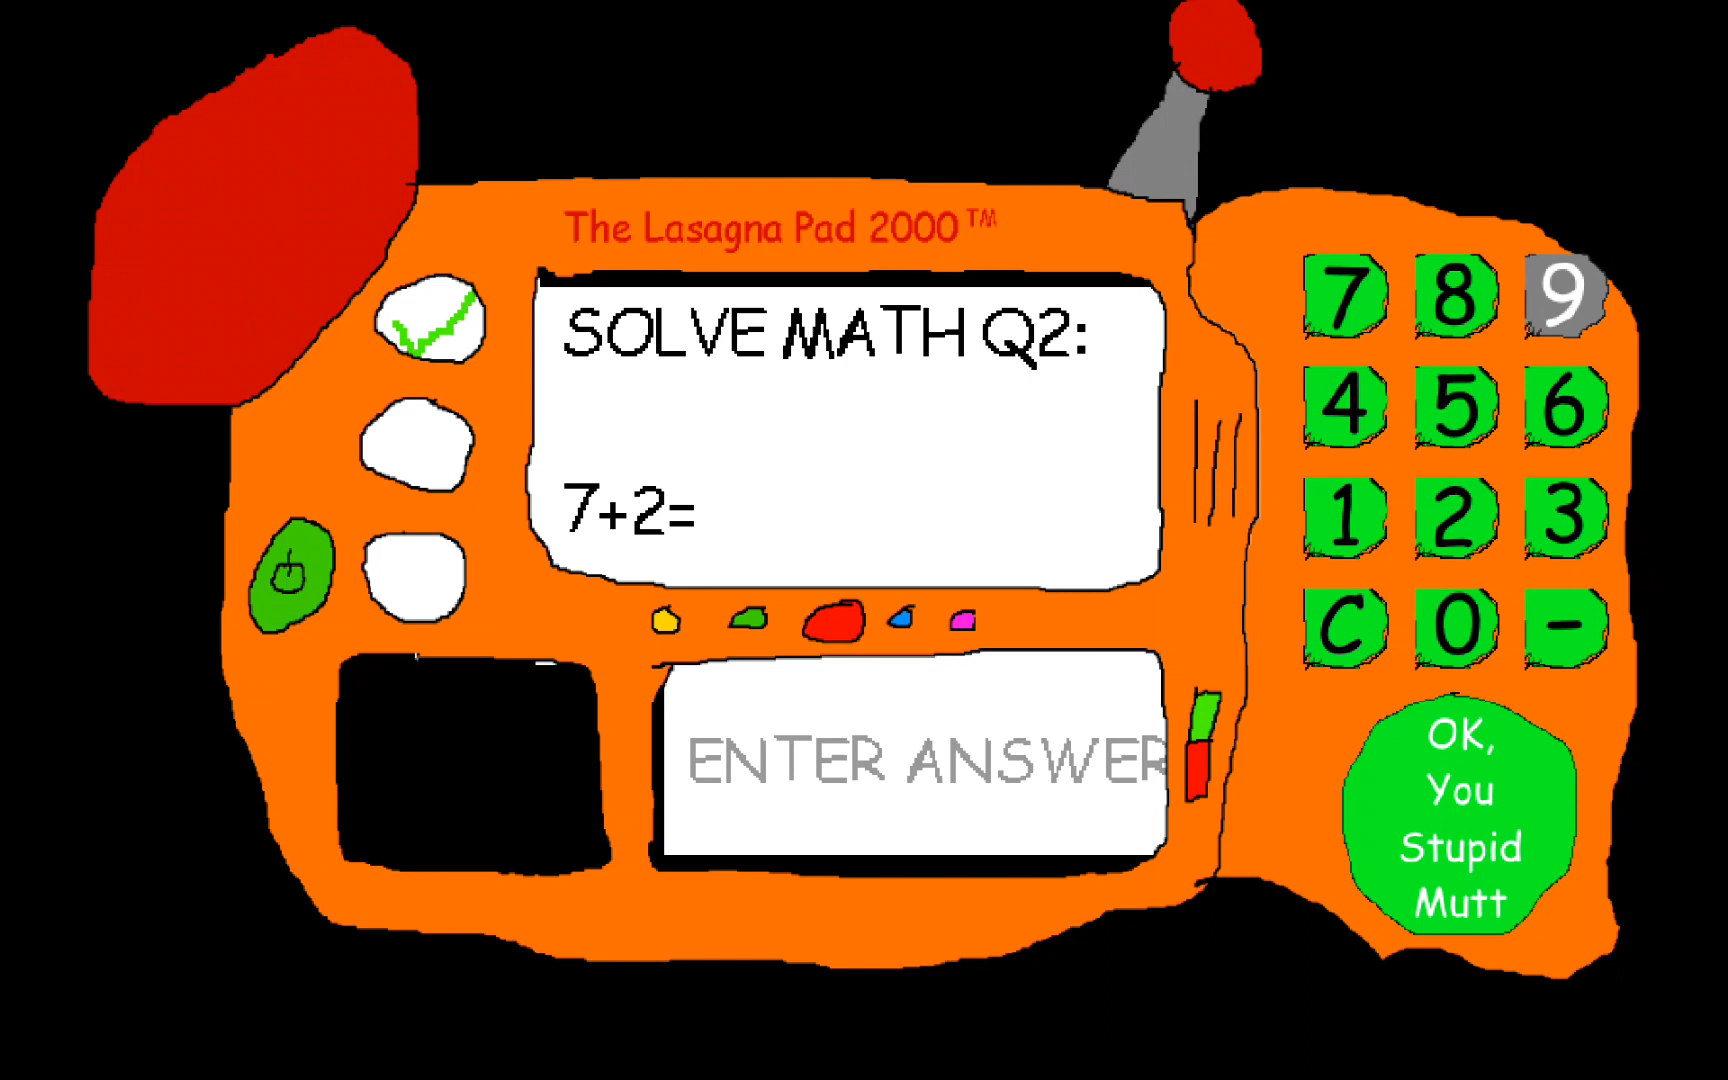 The Lasagna Pad 2000™
SOLVE MATH Q2:
7+2=
ENTER ANSWER
7 8 9
4 5 6
1 2 3
C 0 -
OK,
You
Stupid
Mutt